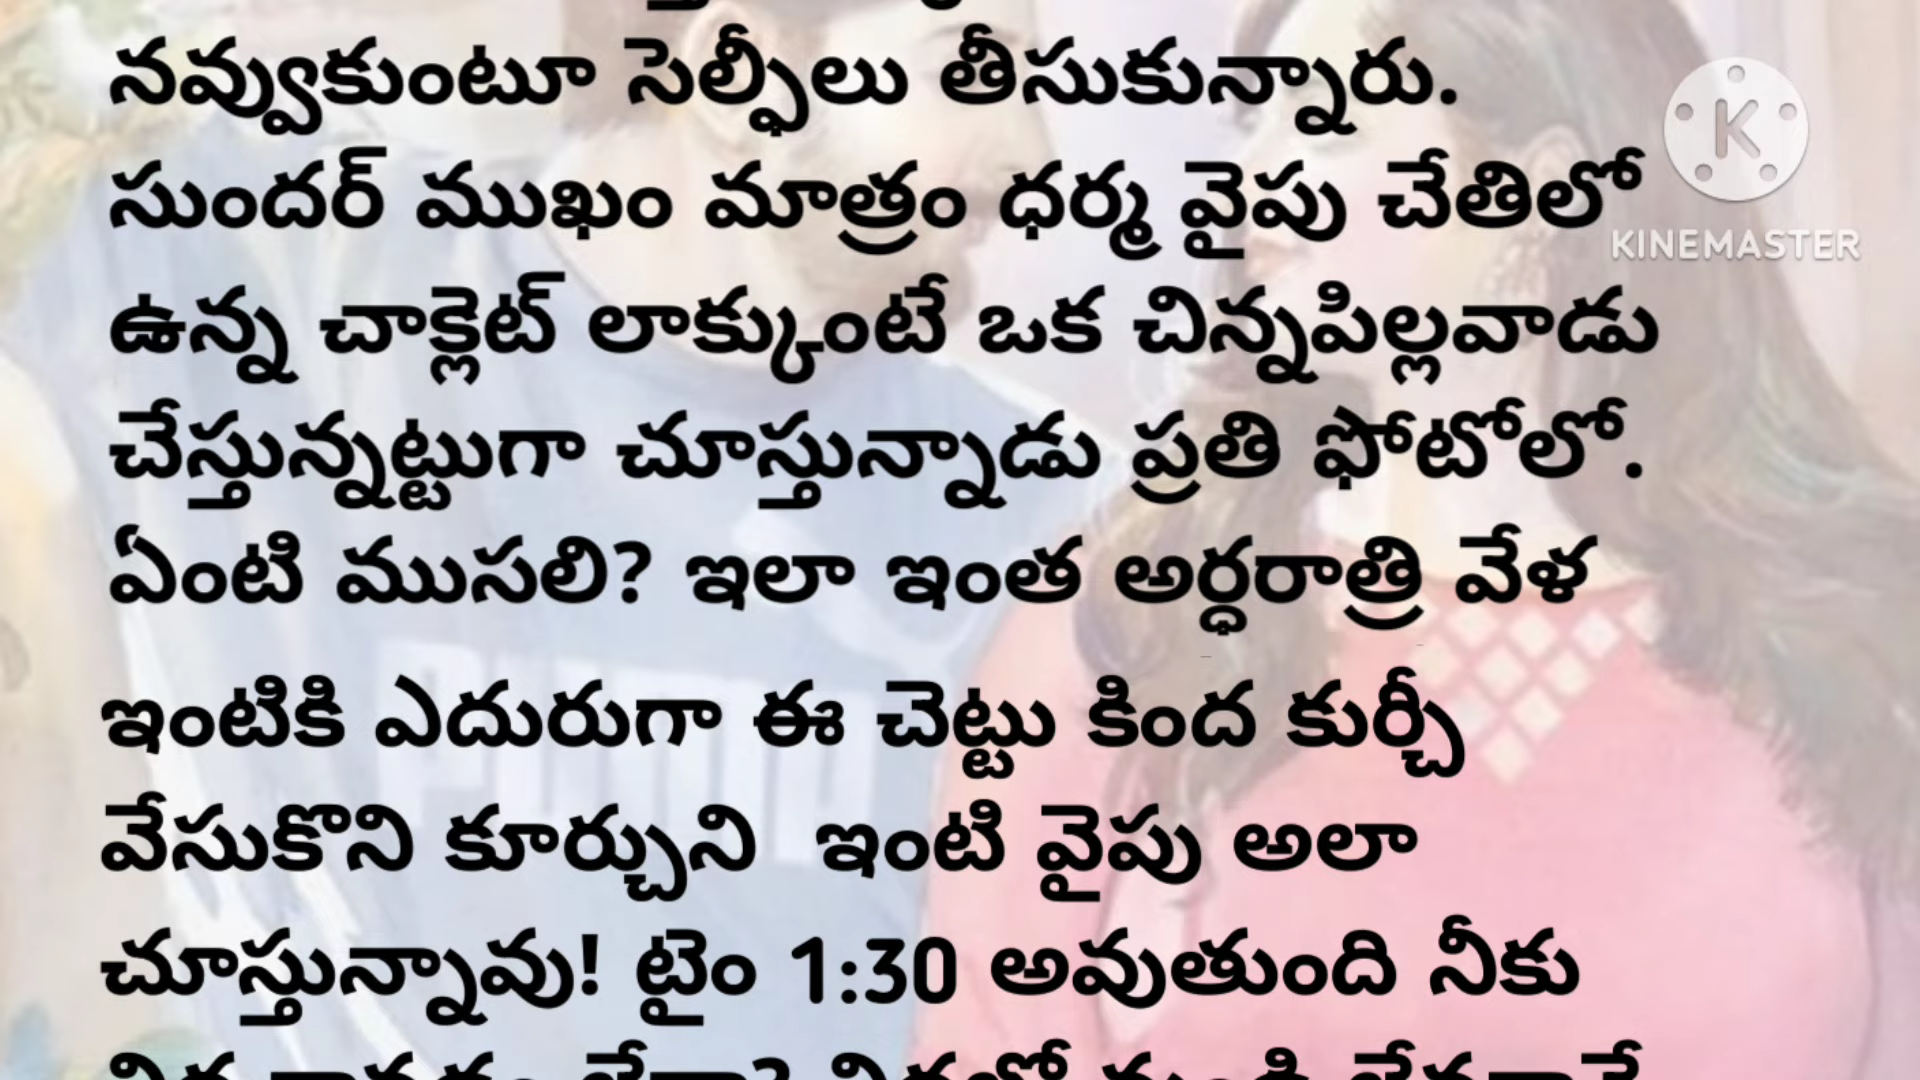 నవ్వుకుంటూ సెల్ఫీలు తీసుకున్నారు.
సుందర్ ముఖం మాత్రం ధర్మ వైపు చేతిలో
ఉన్న చాక్లెట్ లాక్కుంటే ఒక చిన్నపిల్లవాడు
చేస్తున్నట్టుగా చూస్తున్నాడు ప్రతి ఫోటోలో.
ఏంటి ముసలి? ఇలా ఇంత అర్ధరాత్రి వేళ
ఇంటికి ఎదురుగా ఈ చెట్టు కింద కుర్చీ
వేసుకొని కూర్చుని ఇంటి వైపు అలా
చూస్తున్నావు! టైం 1:30 అవుతుంది నీకు
K
KINEMASTER